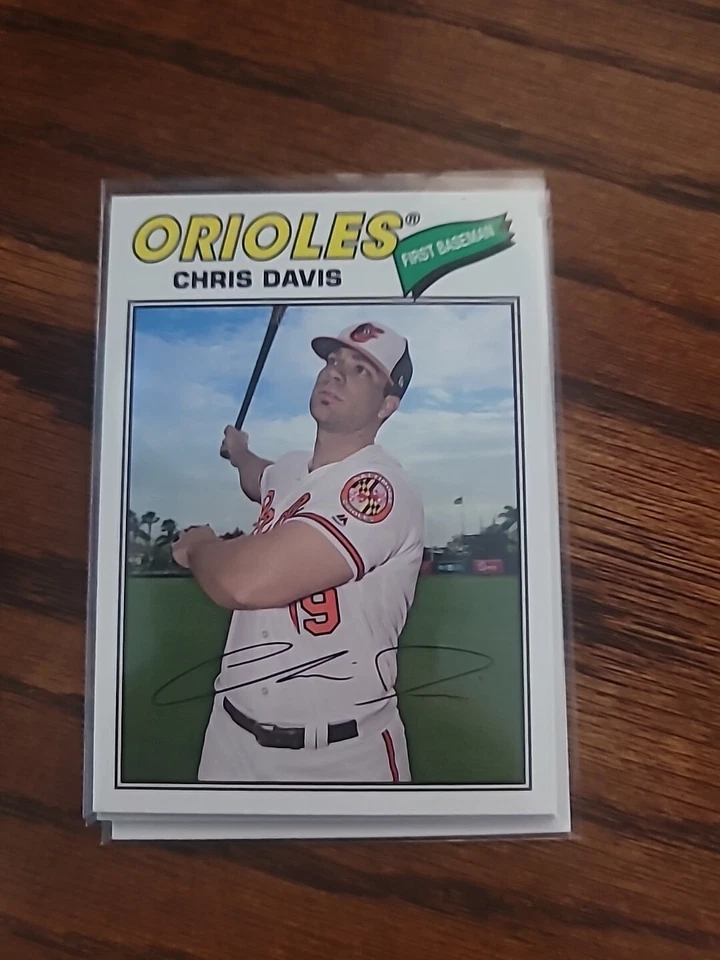 ORIOLES®
FIRST BASEMAN
CHRIS DAVIS
19